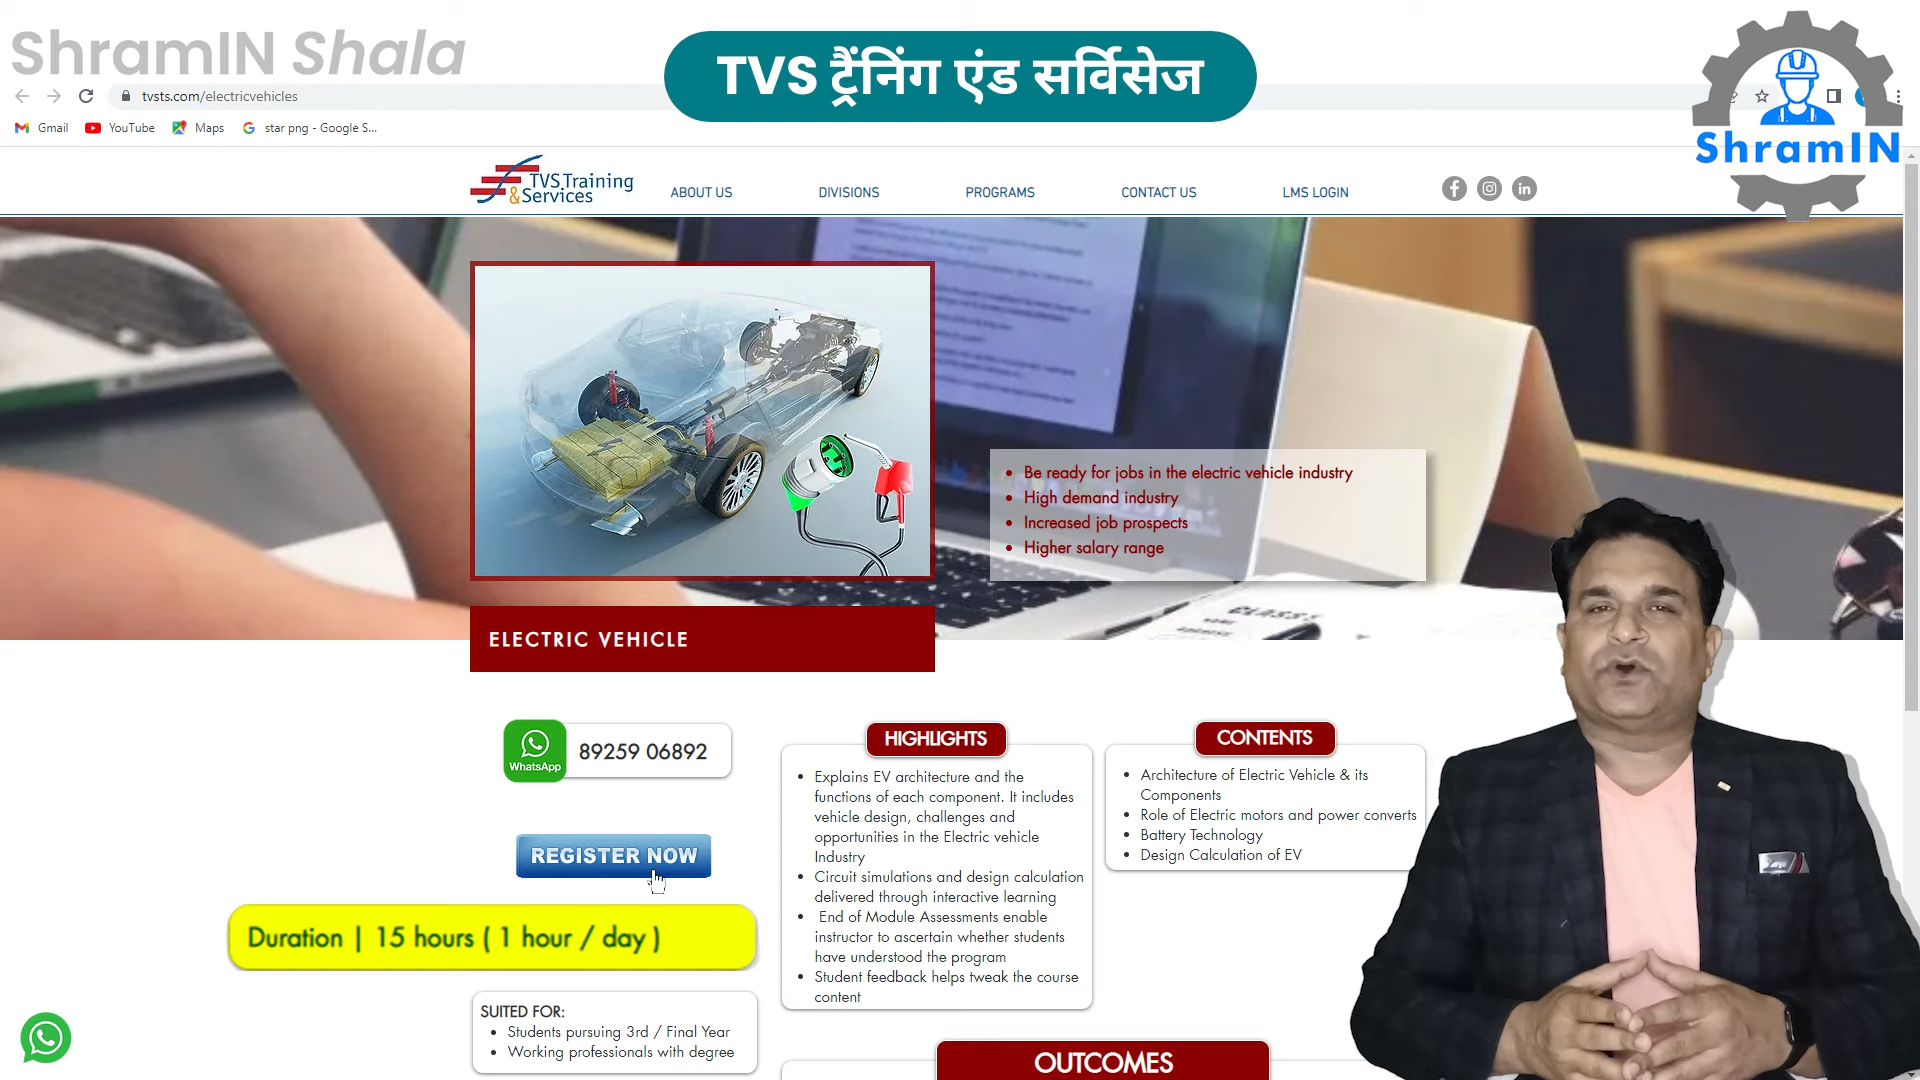 ShramIN Shala
TVS ट्रैंनिंग एंड सर्विसेज
ShramIN
tvsts.com/electricvehicles
Gmail
YouTube
Maps
star png - Google S...
TVS Training
& Services
ABOUT US
DIVISIONS
PROGRAMS
CONTACT US
LMS LOGIN
Be ready for jobs in the electric vehicle industry
High demand industry
Increased job prospects
Higher salary range
ELECTRIC VEHICLE
WhatsApp
89259 06892
REGISTER NOW
Duration | 15 hours ( 1 hour / day )
SUITED FOR:
Students pursuing 3rd / Final Year
Working professionals with degree
HIGHLIGHTS
Explains EV architecture and the
functions of each component. It includes
vehicle design, challenges and
opportunities in the Electric vehicle
Industry
Circuit simulations and design calculation
delivered through interactive learning
End of Module Assessments enable
instructor to ascertain whether students
have understood the program
Student feedback helps tweak the course
content
CONTENTS
Architecture of Electric Vehicle & its
Components
Role of Electric motors and power converts
Battery Technology
Design Calculation of EV
OUTCOMES